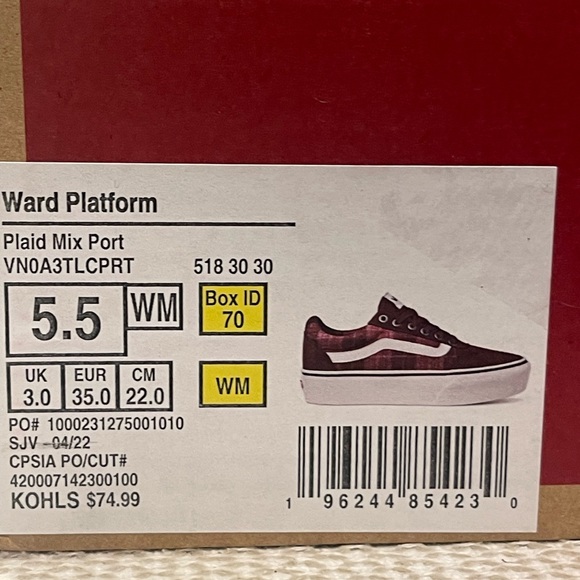 Ward Platform
Plaid Mix Port
VN0A3TLCPRT 518 30 30
5.5 WM Box ID 70
UK 3.0 EUR 35.0 CM 22.0 WM
PO# 1000231275001010
SJV -04/22
CPSIA PO/CUT#
420007142300100
KOHLS $74.99
1 96244 85423 0